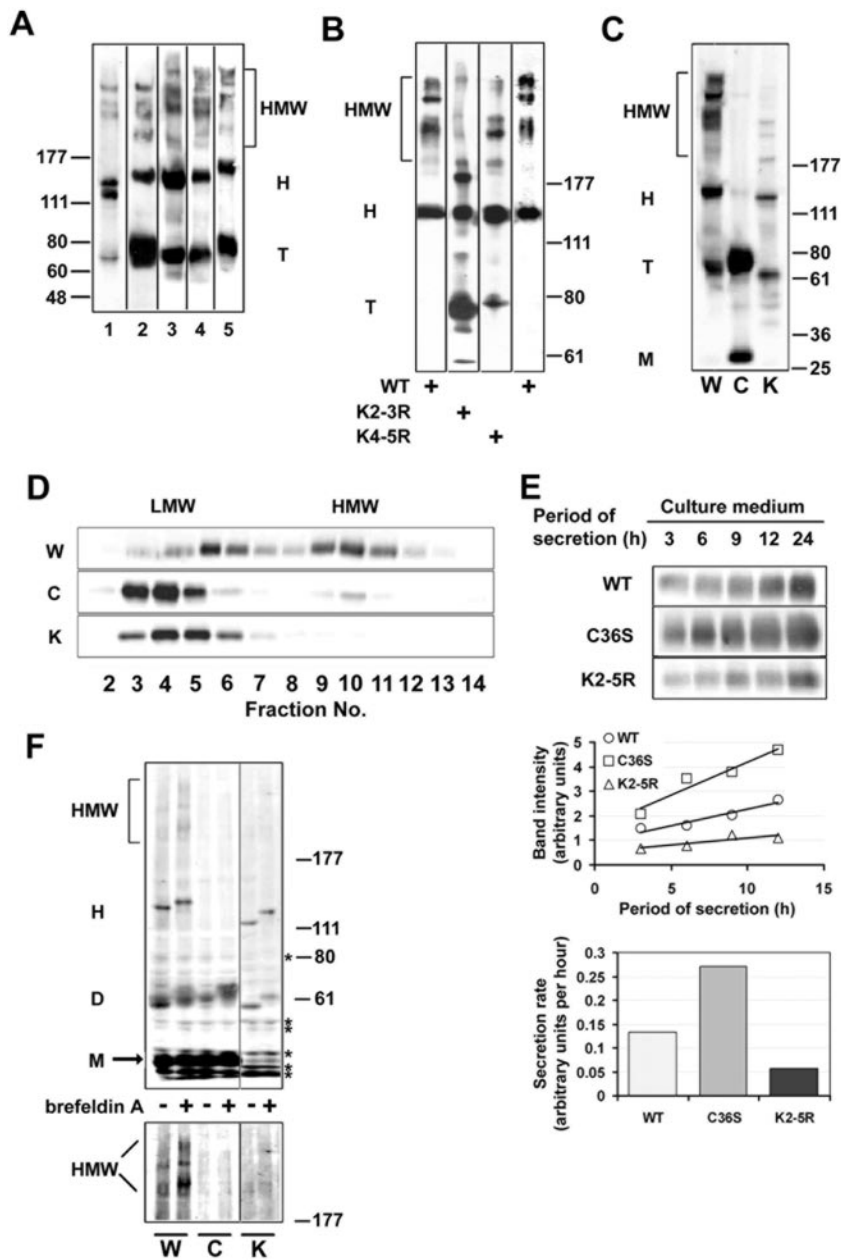 A
HMW
177
H
111
80
T
60
48
1 2 3 4 5
B
HMW
177
H
111
T
80
61
WT + +
K2-3R +
K4-5R +
C
HMW
177
H
111
T
80
61
36
M
25
W C K
D
LMW HMW
W
C
K
2 3 4 5 6 7 8 9 10 11 12 13 14
Fraction No.
E
Culture medium
Period of
secretion (h) 3 6 9 12 24
WT
C36S
K2-5R
WT
C36S
K2-5R
Band intensity
(arbitrary units)
5
4
3
2
1
0
0 5 10 15
Period of secretion (h)
Secretion rate
(arbitrary units per hour)
0.3
0.25
0.2
0.15
0.1
0.05
0
WT C36S K2-5R
F
HMW
177
H
111
80 *
D
61
*
*
*
M
*
*
brefeldin A - + - + - +
HMW
177
W C K